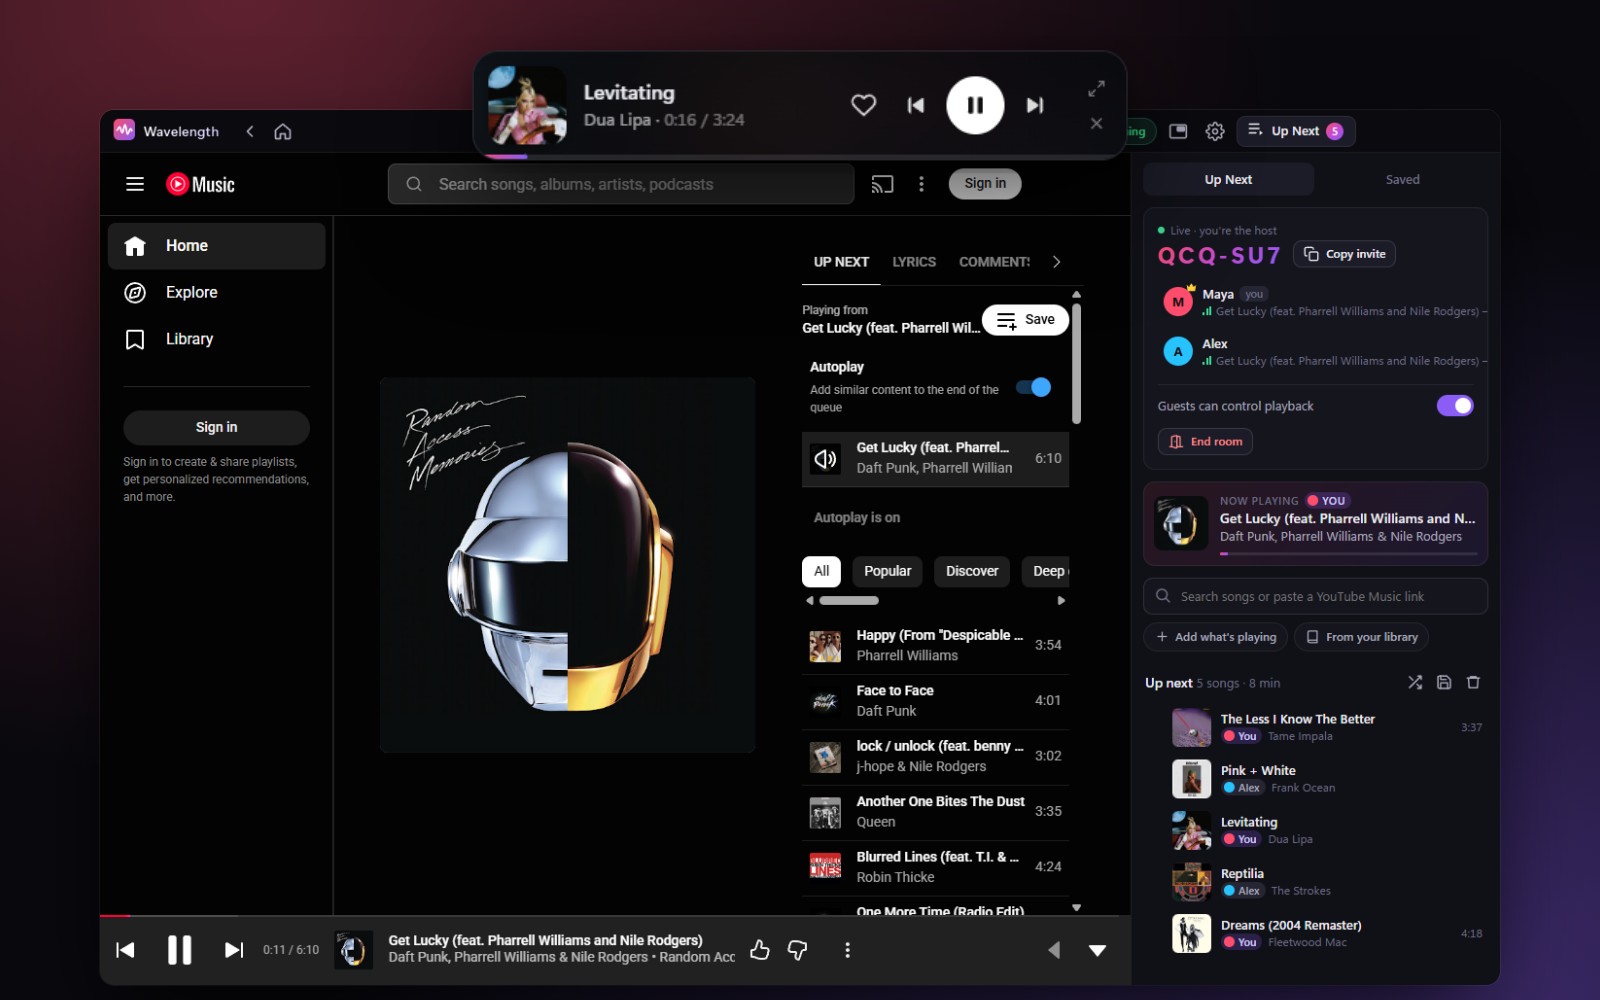 Levitating
Dua Lipa · 0:16 / 3:24
Wavelength
ing
Up Next 5
Music
Search songs, albums, artists, podcasts
Sign in
Home
Explore
Library
Sign in
Sign in to create & share playlists,
get personalized recommendations,
and more.
Random
Access
Memories
UP NEXT LYRICS COMMENTS
Playing from
Get Lucky (feat. Pharrell Wil...
Save
Autoplay
Add similar content to the end of the
queue
Get Lucky (feat. Pharrel...
Daft Punk, Pharrell William
6:10
Autoplay is on
All Popular Discover Deep
Happy (From "Despicable ...
Pharrell Williams
3:54
Face to Face
Daft Punk
4:01
lock / unlock (feat. benny ...
j-hope & Nile Rodgers
3:02
Another One Bites The Dust
Queen
3:35
BLURRED
LINES
Blurred Lines (feat. T.I. & ...
Robin Thicke
4:24
One More Time (Radio Edit)
0:11 / 6:10
Get Lucky (feat. Pharrell Williams and Nile Rodgers)
Daft Punk, Pharrell Williams & Nile Rodgers • Random Acc
Up Next Saved
Live · you're the host
QCQ-SU7
Copy invite
M
Maya you
Get Lucky (feat. Pharrell Williams and Nile Rodgers) –
A
Alex
Get Lucky (feat. Pharrell Williams and Nile Rodgers) –
Guests can control playback
End room
NOW PLAYING YOU
Get Lucky (feat. Pharrell Williams and N...
Daft Punk, Pharrell Williams & Nile Rodgers
Search songs or paste a YouTube Music link
Add what's playing
From your library
Up next 5 songs · 8 min
The Less I Know The Better
You Tame Impala
3:37
Pink + White
Alex Frank Ocean
Levitating
You Dua Lipa
Reptilia
Alex The Strokes
Dreams (2004 Remaster)
You Fleetwood Mac
4:18